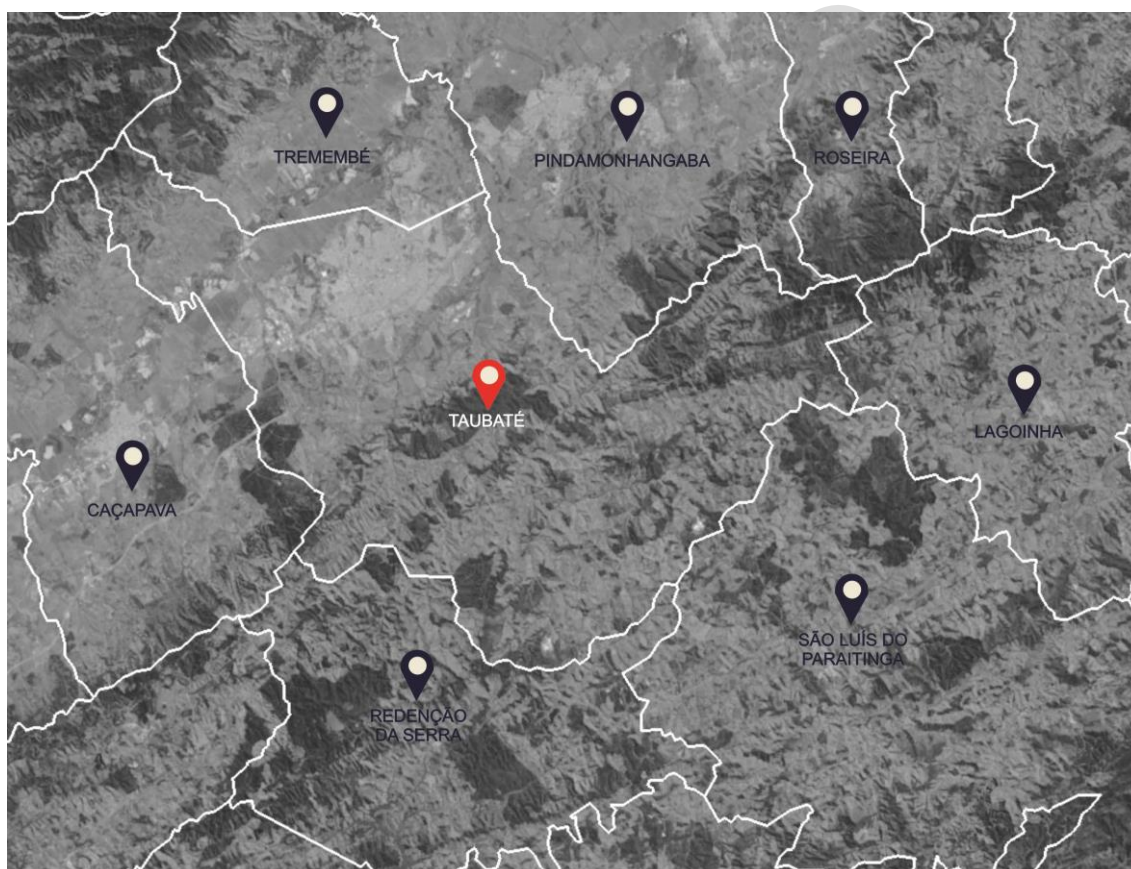 TREMEMBÉ
PINDAMONHANGABA
ROSEIRA
TAUBATÉ
LAGOINHA
CAÇAPAVA
SÃO LUÍS DO
PARAITINGA
REDENÇÃO
DA SERRA